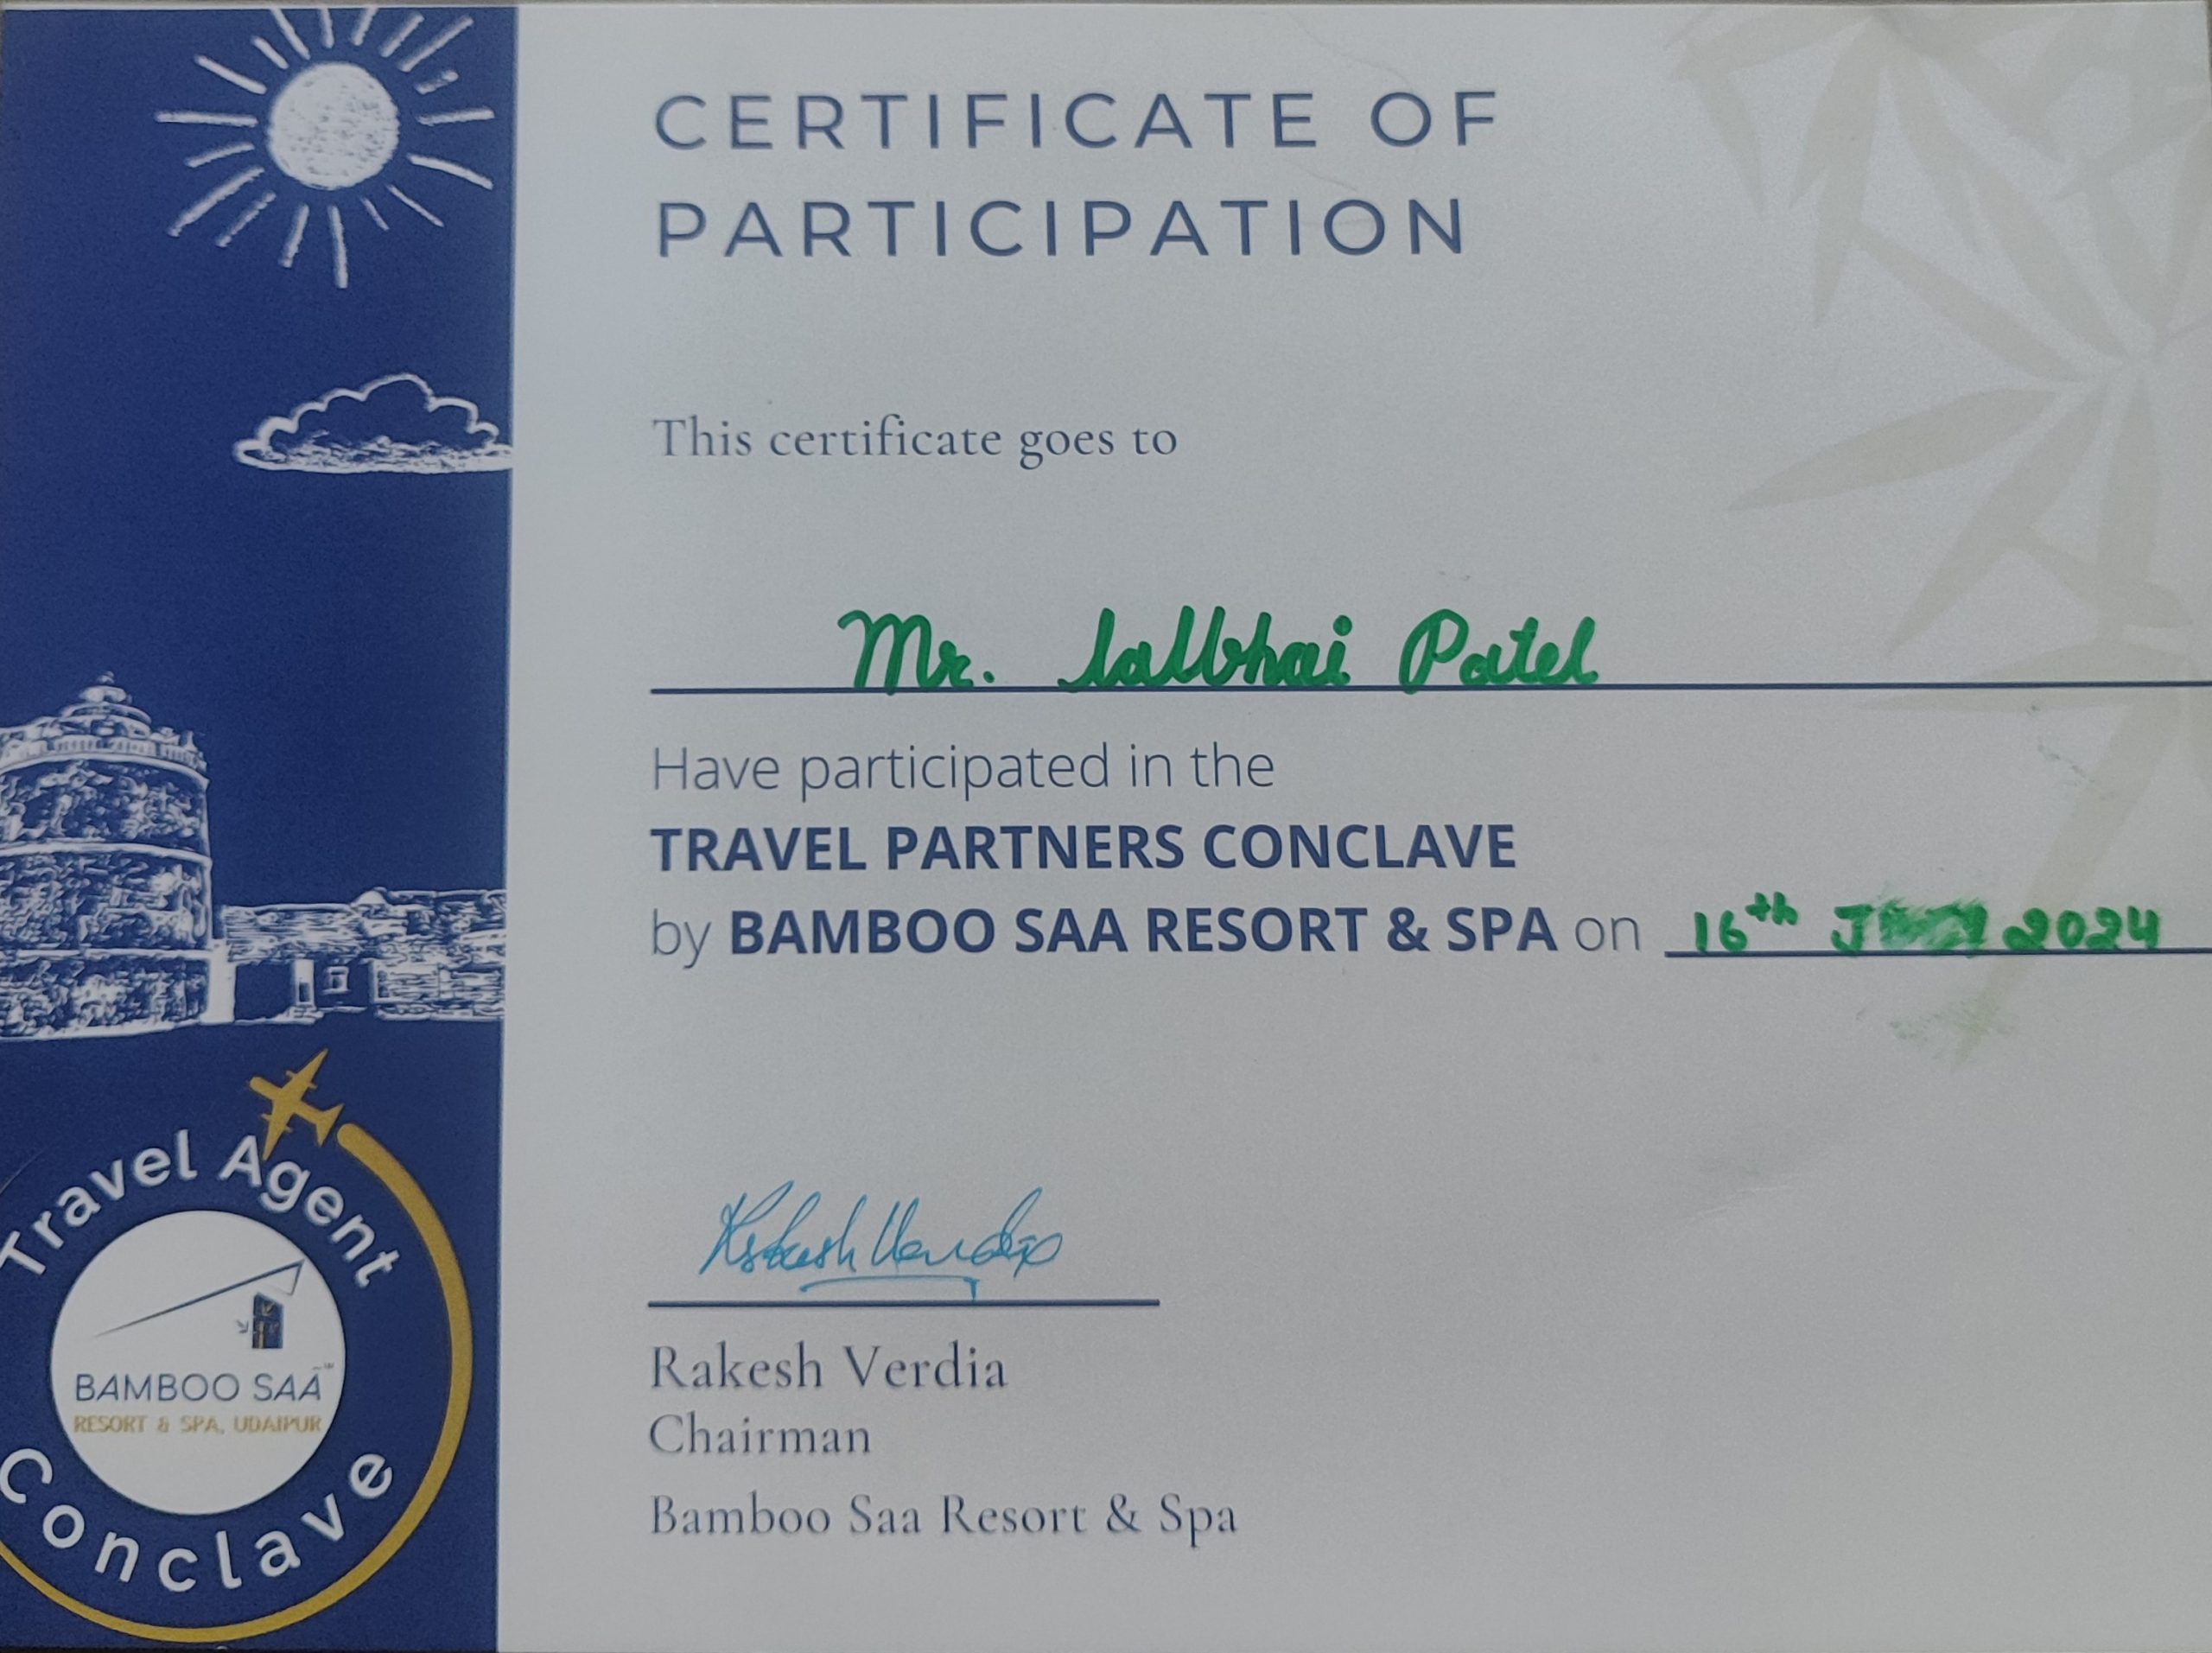 CERTIFICATE OF
PARTICIPATION
This certificate goes to
Mr. Lalbhai Patel
Have participated in the
TRAVEL PARTNERS CONCLAVE
by BAMBOO SAA RESORT & SPA on 16th 2024
Rakesh Verdia
Chairman
Bamboo Saa Resort & Spa
Travel Agent
BAMBOO SAA
RESORT & SPA, UDAIPUR
Conclave